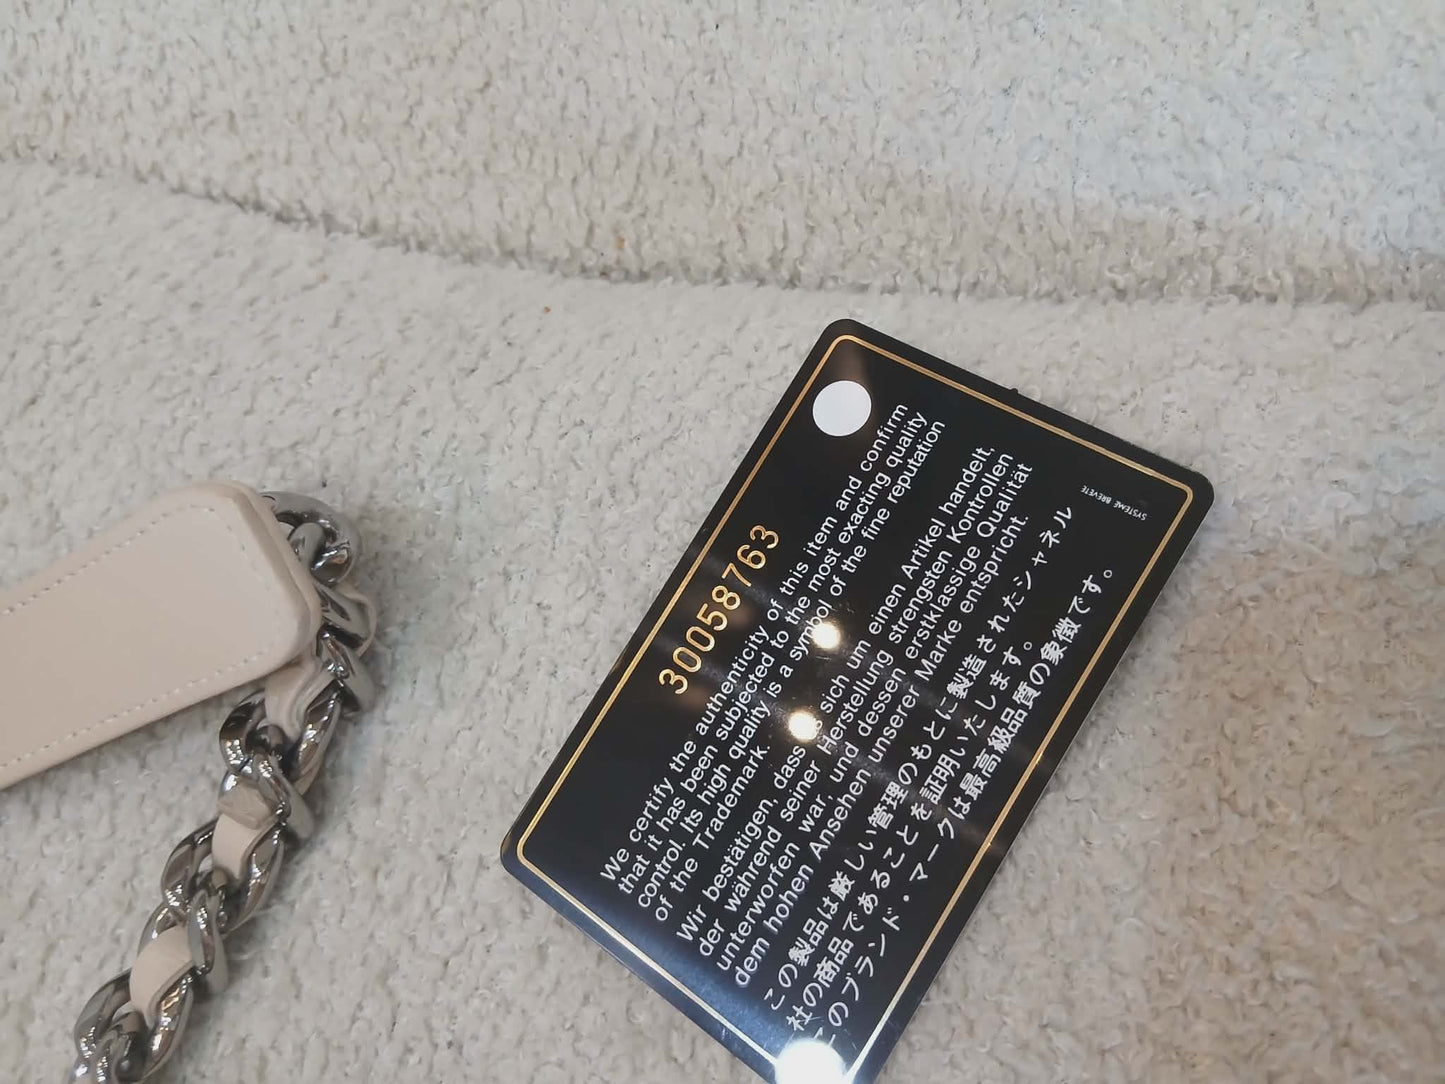 30058763
We certify the authenticity of this item and confirm
that it has been subjected to the most exacting quality
control. Its high quality is a symbol of the fine reputation
of the Trademark.
Wir bestätigen, dass es sich um einen Artikel handelt,
der während seiner Herstellung strengsten Kontrollen
unterworfen war, und dessen erstklassige Qualität
dem hohen Ansehen unserer Marke entspricht.
この製品は厳しい管理のもとに製造されたシャネル
社の商品であることを証明いたします。
のブランド・マークは最高級品質の象徴です。
SYSTEME BREVETE